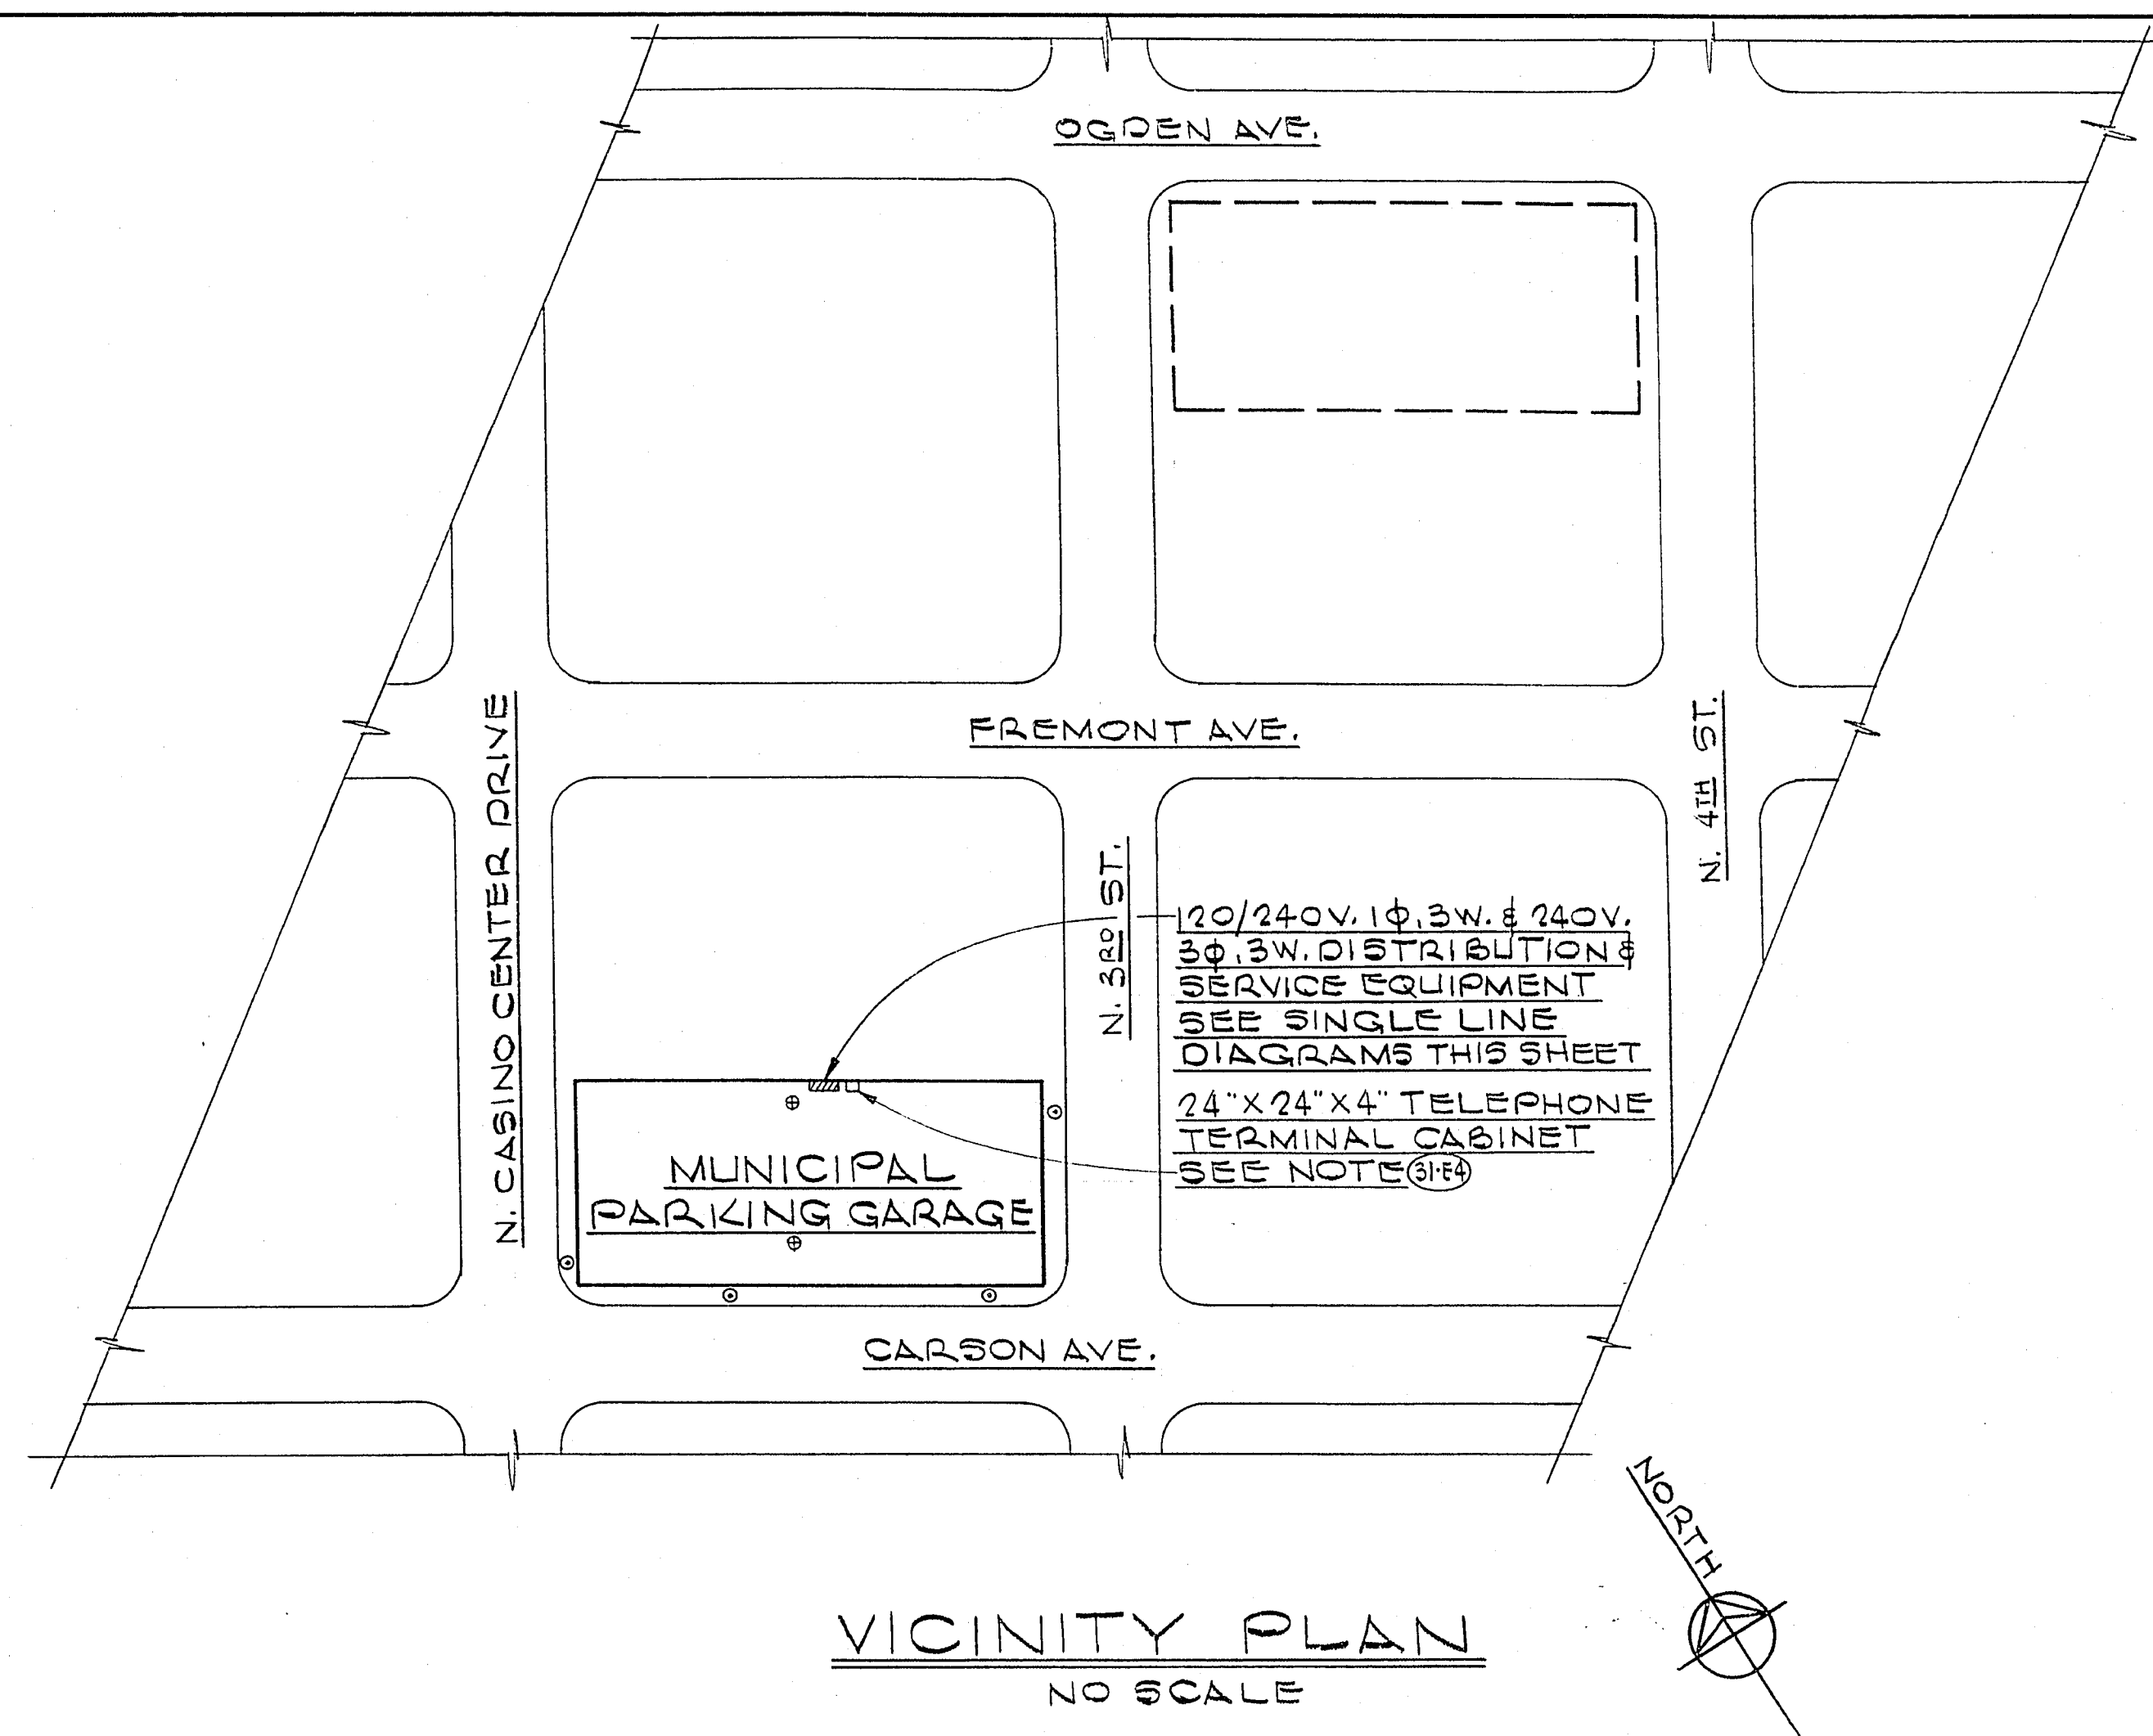 OGDEN AVE.
FREMONT AVE.
N. CASINO CENTER DRIVE
N. 3RD ST.
N. 4TH ST.
120/240V. 1φ, 3W. & 240V.
3φ, 3W. DISTRIBUTION &
SERVICE EQUIPMENT
SEE SINGLE LINE
DIAGRAMS THIS SHEET
24" X 24" X 4" TELEPHONE
TERMINAL CABINET
SEE NOTE 31-E4
MUNICIPAL
PARKING GARAGE
CARSON AVE.
NORTH
VICINITY PLAN
NO SCALE